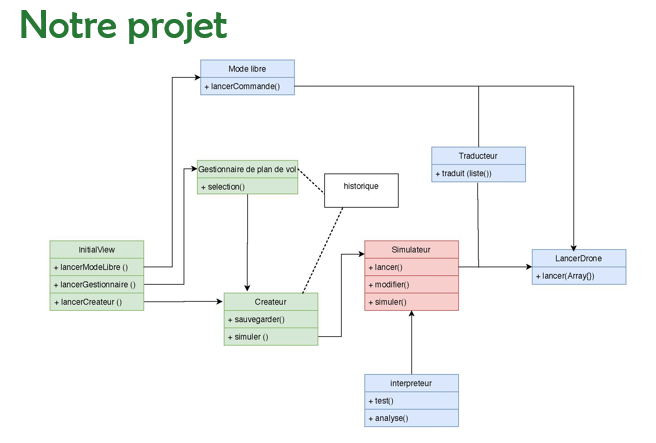 Notre projet
Mode libre
+ lancerCommande()
Traducteur
+ traduit (liste())
Gestionnaire de plan de vol
+ selection()
historique
InitialView
+ lancerModeLibre ()
+ lancerGestionnaire ()
+ lancerCreateur ()
Simulateur
+ lancer()
+ modifier()
+ simuler()
LancerDrone
+ lancer(Array{})
Createur
+ sauvegarder()
+ simuler ()
interpreteur
+ test()
+ analyse()